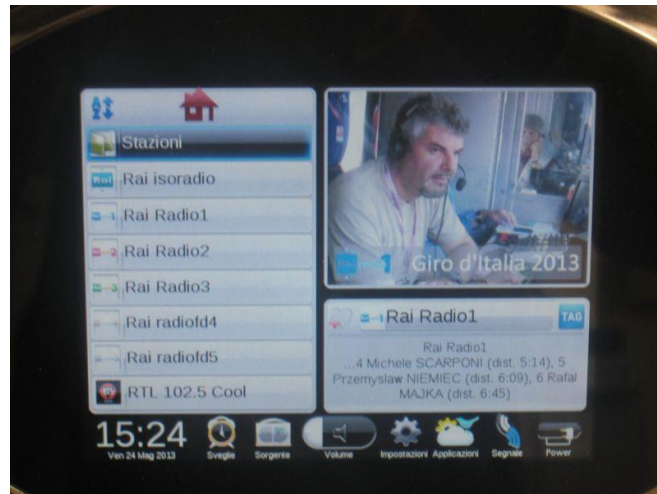 A
Z
Stazioni
Rai
Rai isoradio
Rai Radio1
Rai Radio2
Rai Radio3
Rai radiofd4
Rai radiofd5
RTL 102.5 Cool
1
Giro d'Italia 2013
Rai Radio1
TAG
Rai Radio1
...4 Michele SCARPONI (dist. 5:14), 5
Przemyslaw NIEMIEC (dist. 6:09), 6 Rafal
MAJKA (dist. 6:45)
15:24
Ven 24 Mag 2013
Sveglie
Sorgente
Volume
Impostazioni
Applicazioni
Segnale
Power